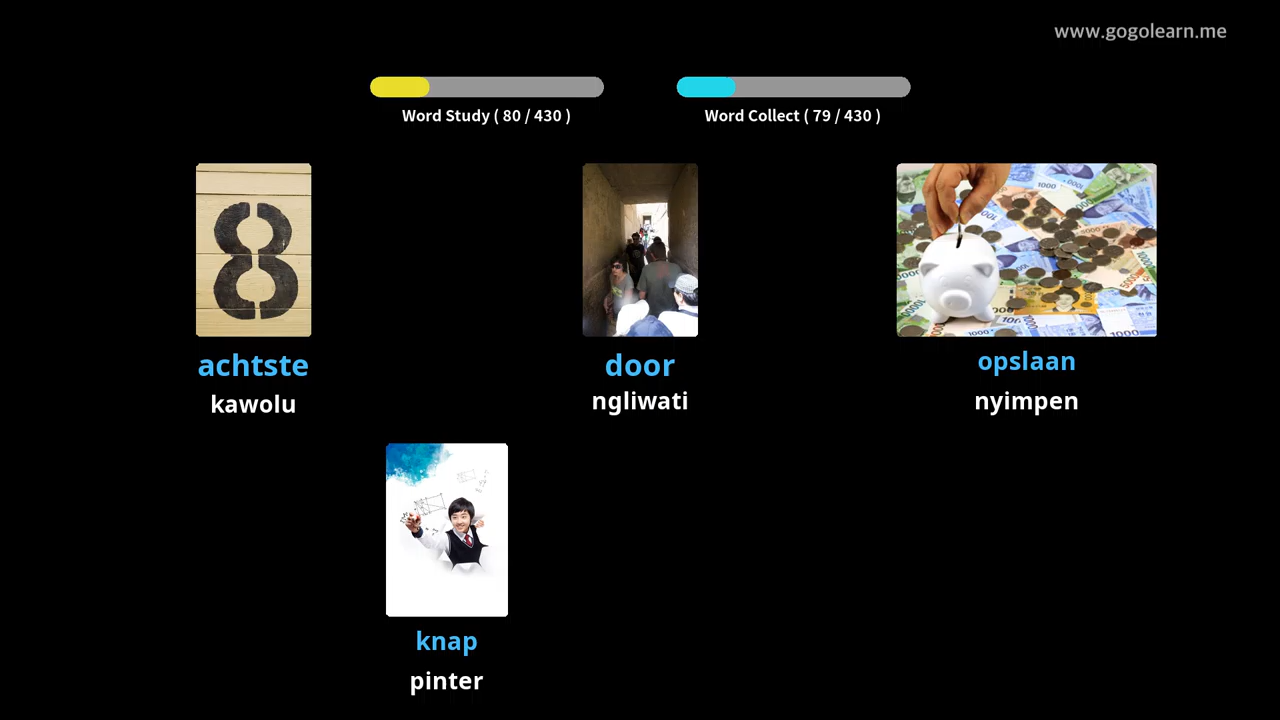 www.gogolearn.me
Word Study ( 80 / 430 )
Word Collect ( 79 / 430 )
8
achtste
kawolu
door
ngliwati
opslaan
nyimpen
knap
pinter